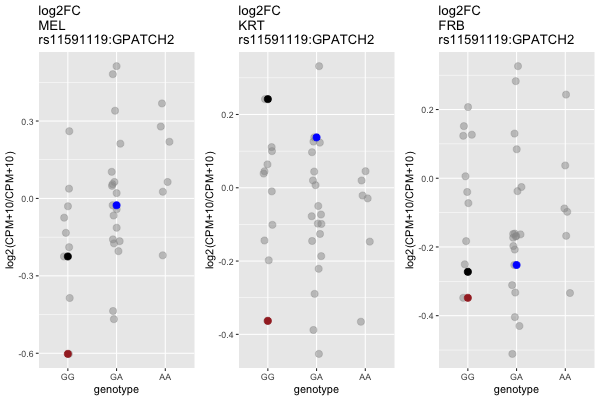 log2FC
MEL
rs11591119:GPATCH2
log2(CPM+10/CPM+10)
0.3
0.0
-0.3
-0.6
GG GA AA
genotype
log2FC
KRT
rs11591119:GPATCH2
log2(CPM+10/CPM+10)
0.2
0.0
-0.2
-0.4
GG GA AA
genotype
log2FC
FRB
rs11591119:GPATCH2
log2(CPM+10/CPM+10)
0.2
0.0
-0.2
-0.4
GG GA AA
genotype